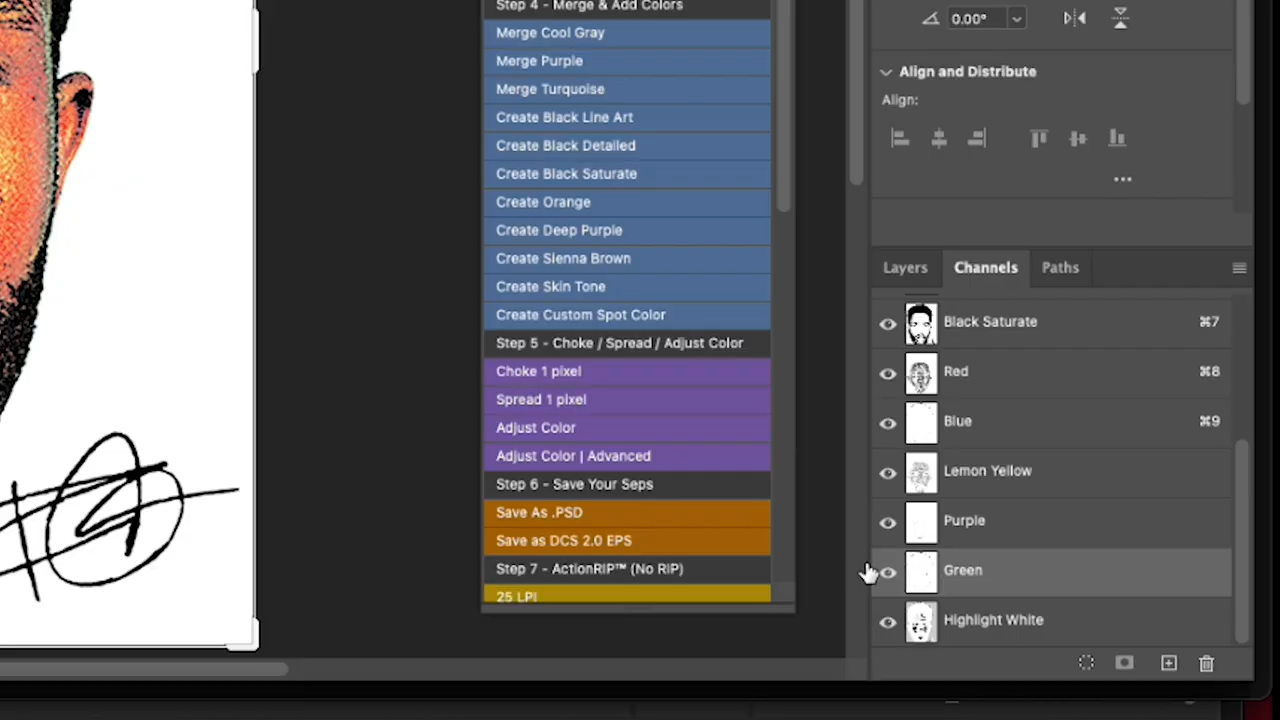 Step 4 - Merge & Add Colors
Merge Cool Gray
Merge Purple
Merge Turquoise
Create Black Line Art
Create Black Detailed
Create Black Saturate
Create Orange
Create Deep Purple
Create Sienna Brown
Create Skin Tone
Create Custom Spot Color
Step 5 - Choke / Spread / Adjust Color
Choke 1 pixel
Spread 1 pixel
Adjust Color
Adjust Color | Advanced
Step 6 - Save Your Seps
Save As .PSD
Save as DCS 2.0 EPS
Step 7 - ActionRIP™ (No RIP)
25 LPI
0.00°
Align and Distribute
Align:
Layers Channels Paths
Black Saturate ⌘7
Red ⌘8
Blue ⌘9
Lemon Yellow
Purple
Green
Highlight White